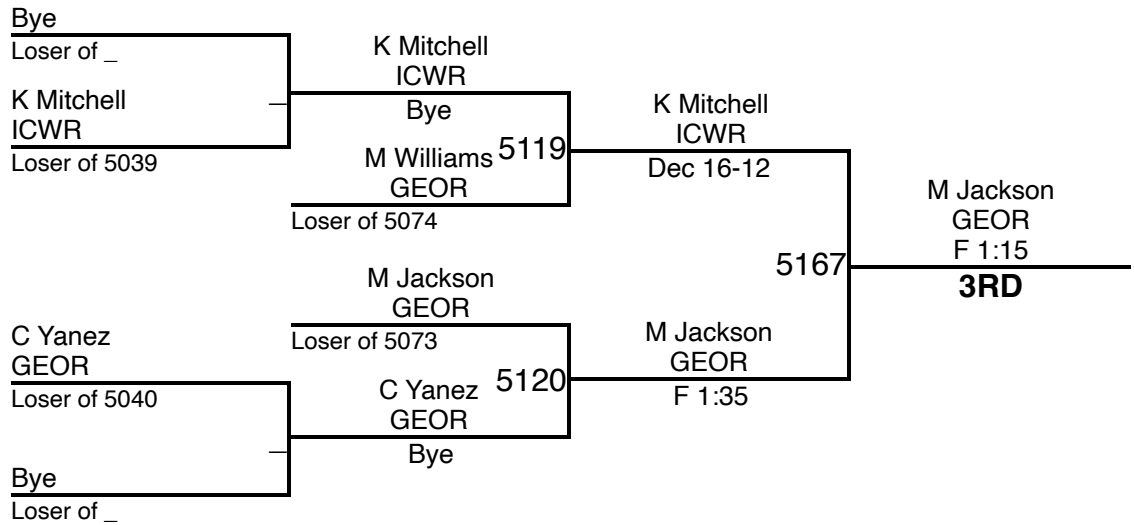 Bye
Loser of _
K Mitchell
ICWR
Loser of 5039
_
K Mitchell
ICWR
Bye
M Williams
GEOR
Loser of 5074
5119
K Mitchell
ICWR
Dec 16-12
M Jackson
GEOR
Loser of 5073
C Yanez
GEOR
Loser of 5040
Bye
Loser of _
_
C Yanez
GEOR
Bye
5120
M Jackson
GEOR
F 1:35
5167
M Jackson
GEOR
F 1:15
3RD